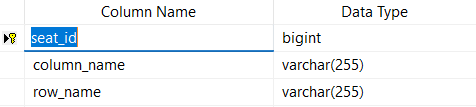 Column Name Data Type
seat_id bigint
column_name varchar(255)
row_name varchar(255)